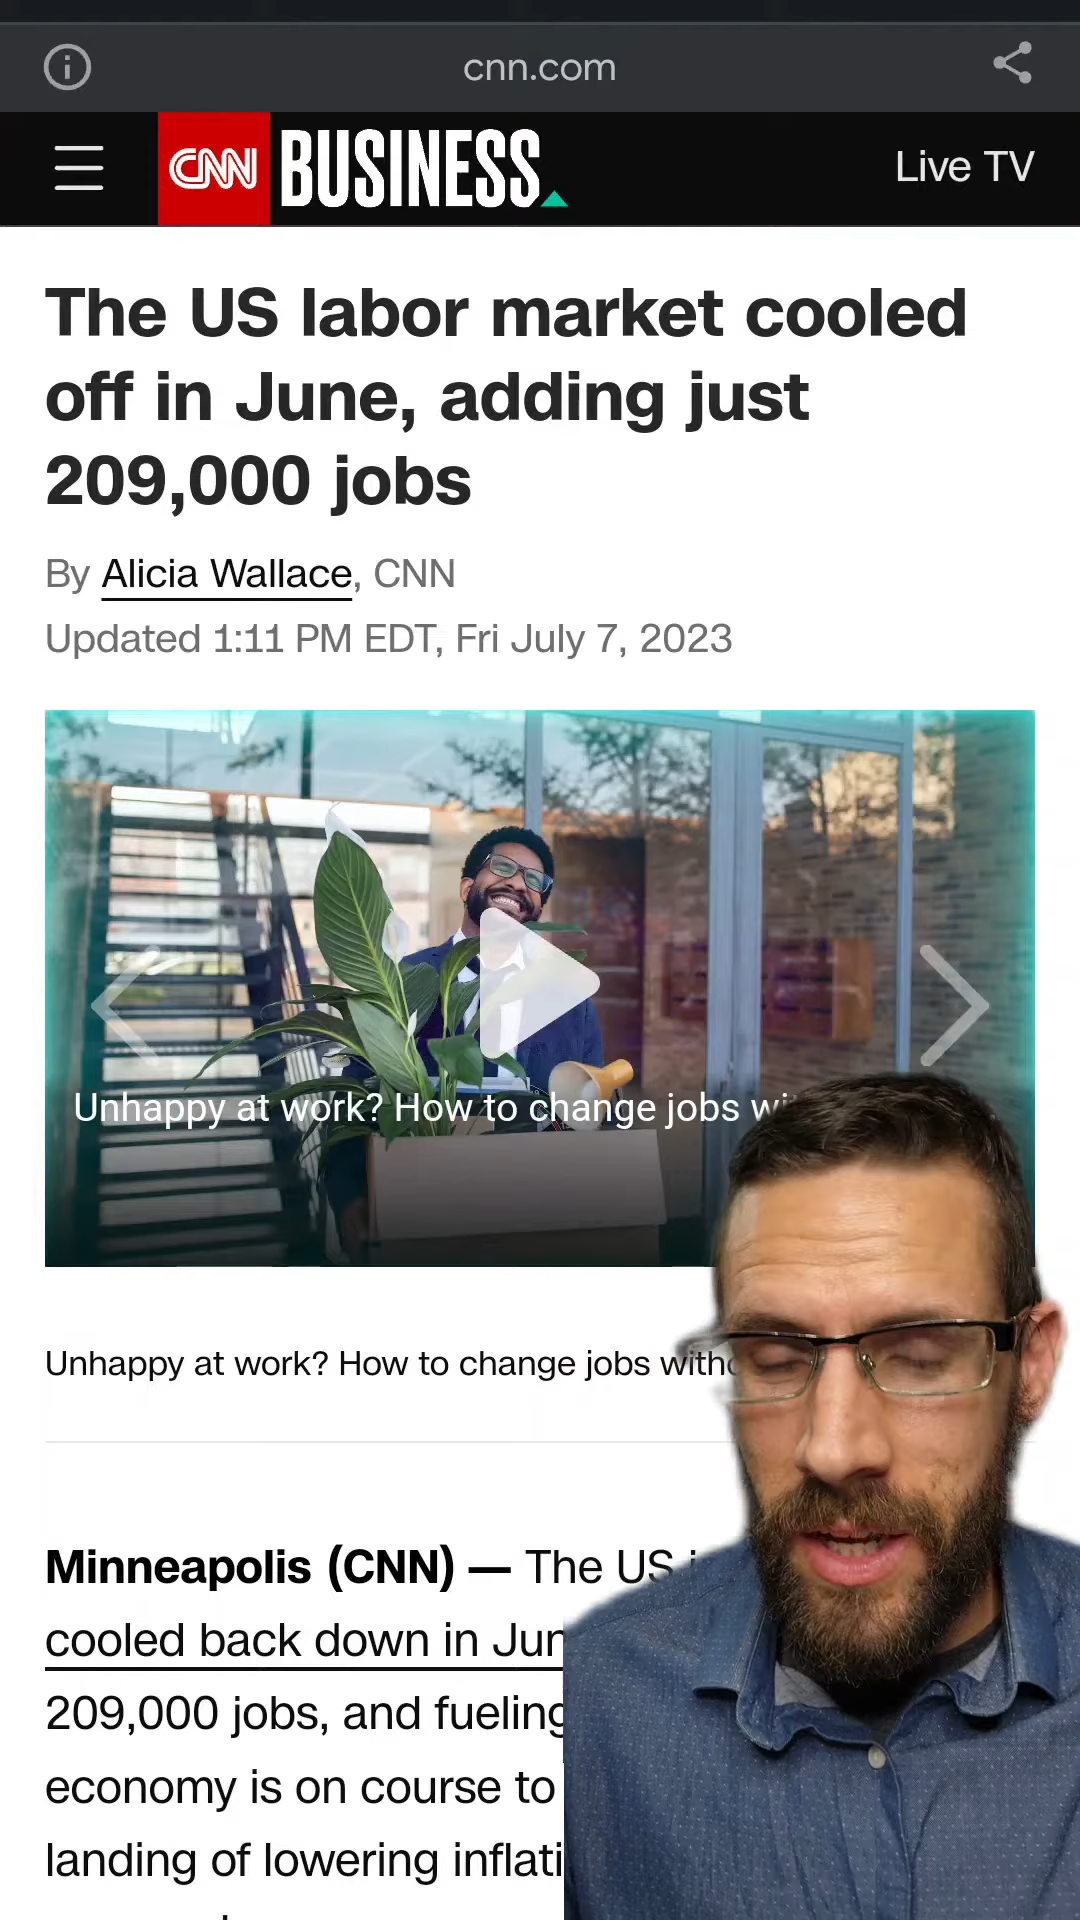 cnn.com
CNN BUSINESS
Live TV
The US labor market cooled
off in June, adding just
209,000 jobs
By Alicia Wallace, CNN
Updated 1:11 PM EDT, Fri July 7, 2023
Unhappy at work? How to change jobs
Unhappy at work? How to change jobs
Minneapolis (CNN) — The US
cooled back down in
209,000 jobs, and fueling
economy is on course to
landing of lowering